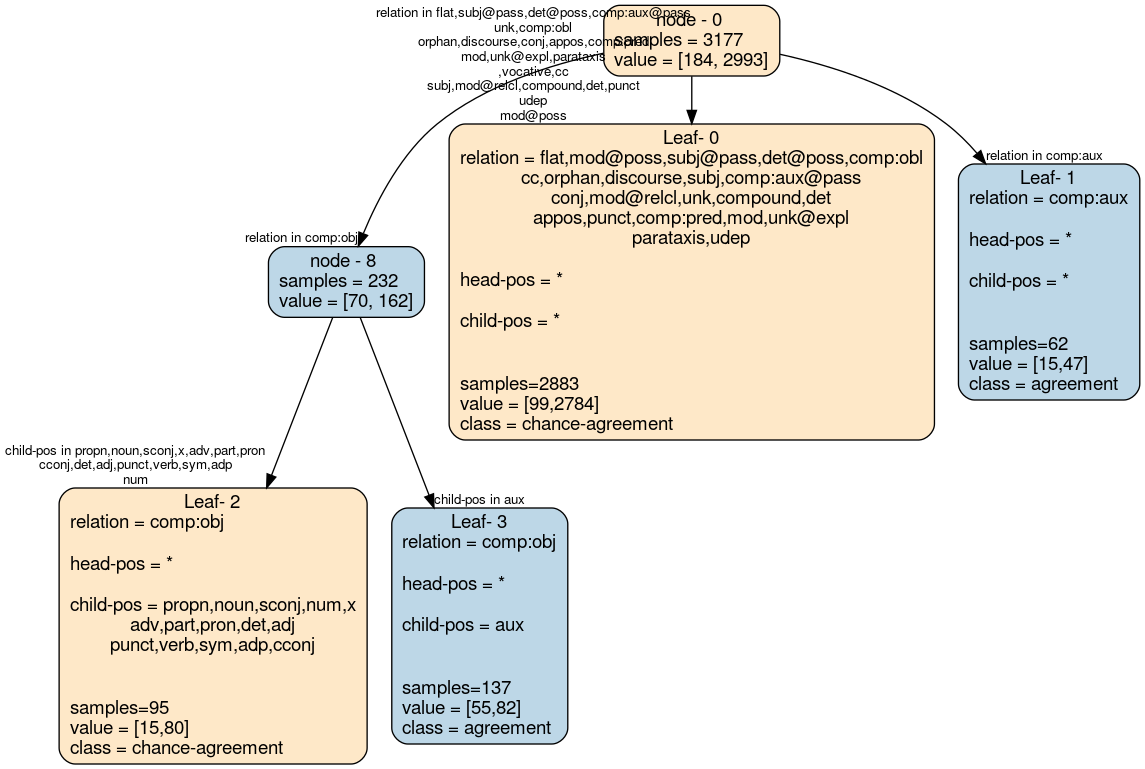 relation in flat,subj@pass,det@poss,comp:aux@pass
unk,comp:obl
orphan,discourse,conj,appos,comp:pred
mod,unk@expl,parataxis
,vocative,cc
subj,mod@relcl,compound,det,punct
udep
mod@poss
node - 0
samples = 3177
value = [184, 2993]
relation in comp:obj
node - 8
samples = 232
value = [70, 162]
Leaf- 0
relation = flat,mod@poss,subj@pass,det@poss,comp:obl
cc,orphan,discourse,subj,comp:aux@pass
conj,mod@relcl,unk,compound,det
appos,punct,comp:pred,mod,unk@expl
parataxis,udep
head-pos = *
child-pos = *
samples=2883
value = [99,2784]
class = chance-agreement
relation in comp:aux
Leaf- 1
relation = comp:aux
head-pos = *
child-pos = *
samples=62
value = [15,47]
class = agreement
child-pos in propn,noun,sconj,x,adv,part,pron
cconj,det,adj,punct,verb,sym,adp
num
Leaf- 2
relation = comp:obj
head-pos = *
child-pos = propn,noun,sconj,num,x
adv,part,pron,det,adj
punct,verb,sym,adp,cconj
samples=95
value = [15,80]
class = chance-agreement
child-pos in aux
Leaf- 3
relation = comp:obj
head-pos = *
child-pos = aux
samples=137
value = [55,82]
class = agreement